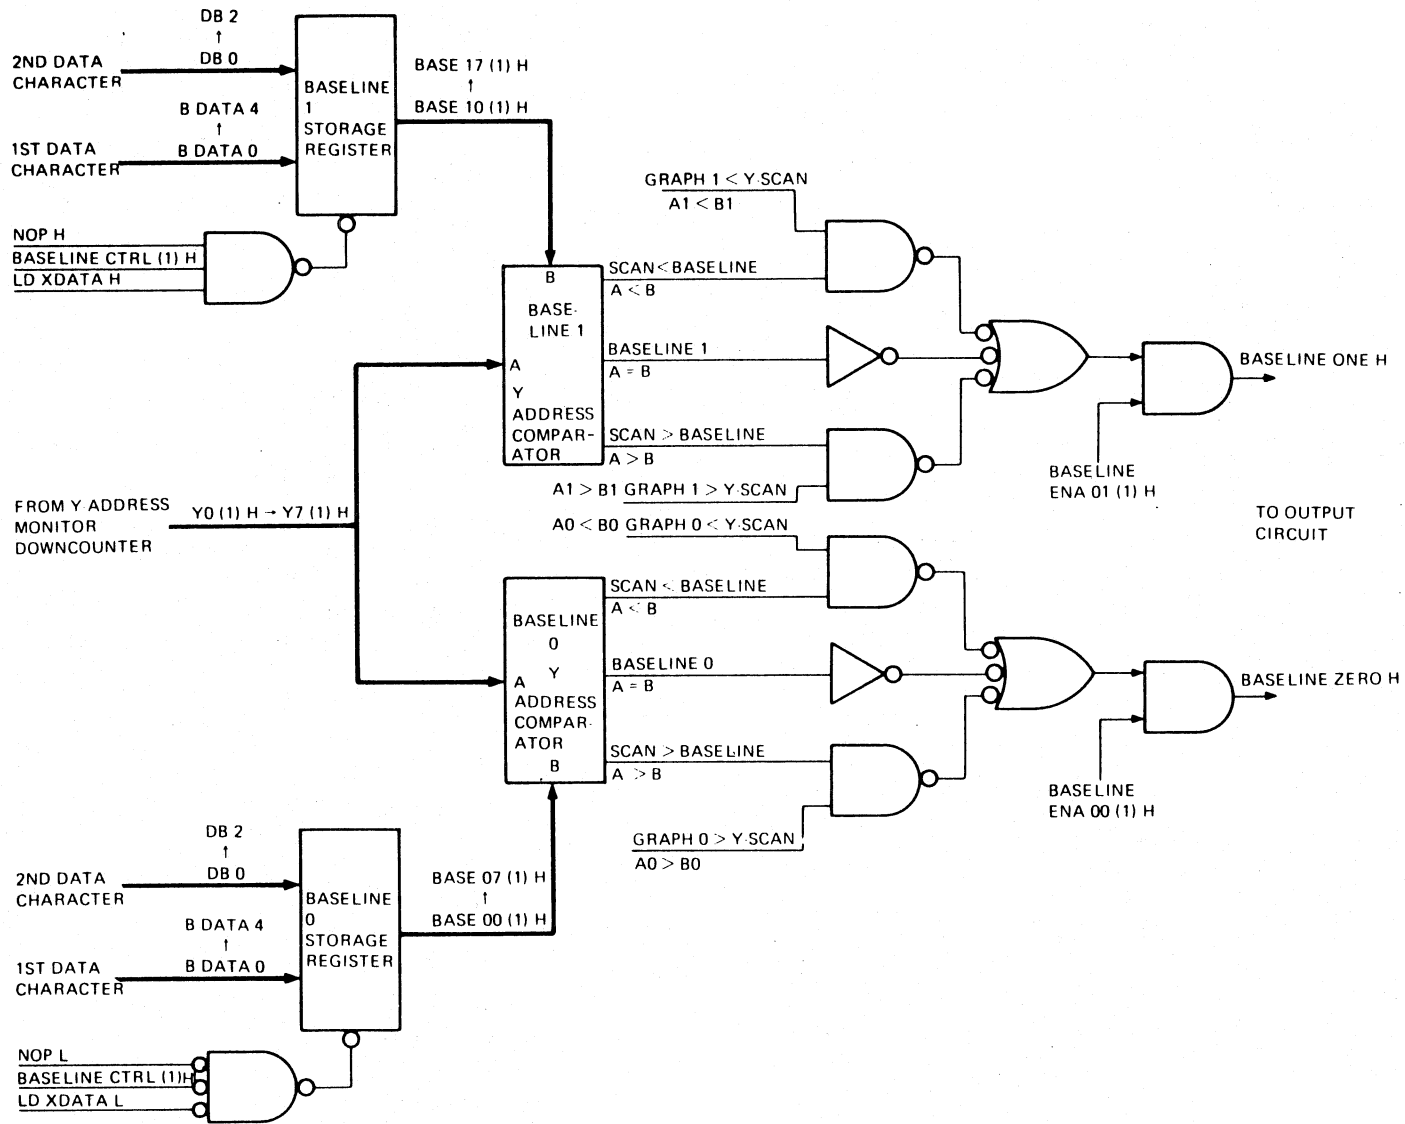 DB 2
↑
DB 0
2ND DATA
CHARACTER
B DATA 4
↑
B DATA 0
1ST DATA
CHARACTER
BASELINE
1
STORAGE
REGISTER
BASE 17 (1) H
↑
BASE 10 (1) H
NOP H
BASELINE CTRL (1) H
LD XDATA H
GRAPH 1 < Y-SCAN
A1 < B1
B
BASE-
LINE 1
A
Y
ADDRESS
COMPAR-
ATOR
SCAN < BASELINE
A < B
BASELINE 1
A = B
SCAN > BASELINE
A > B
A1 > B1 GRAPH 1 > Y-SCAN
BASELINE ONE H
BASELINE
ENA 01 (1) H
FROM Y-ADDRESS
MONITOR
DOWNCOUNTER
Y0 (1) H → Y7 (1) H
A0 < B0 GRAPH 0 < Y-SCAN
TO OUTPUT
CIRCUIT
BASELINE
0
Y
A
ADDRESS
COMPAR-
ATOR
B
SCAN < BASELINE
A < B
BASELINE 0
A = B
SCAN > BASELINE
A > B
GRAPH 0 > Y-SCAN
A0 > B0
BASELINE ZERO H
BASELINE
ENA 00 (1) H
DB 2
↑
DB 0
2ND DATA
CHARACTER
B DATA 4
↑
B DATA 0
1ST DATA
CHARACTER
BASELINE
0
STORAGE
REGISTER
BASE 07 (1) H
↑
BASE 00 (1) H
NOP L
BASELINE CTRL (1)H
LD XDATA L